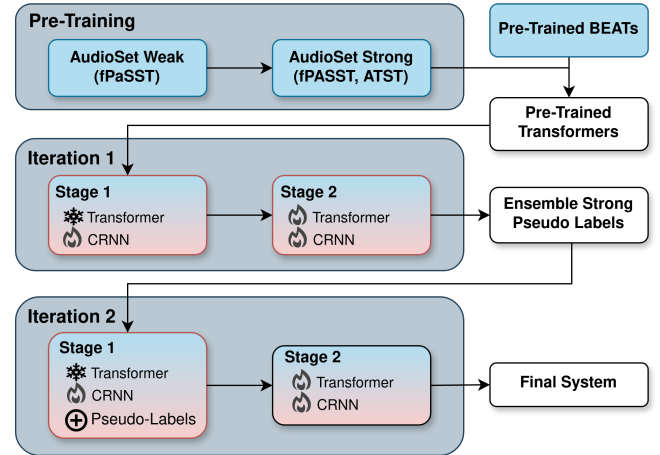 Pre-Training
AudioSet Weak
(fPaSST)
AudioSet Strong
(fPASST, ATST)
Pre-Trained BEATs
Pre-Trained
Transformers
Iteration 1
Stage 1
Transformer
CRNN
Stage 2
Transformer
CRNN
Ensemble Strong
Pseudo Labels
Iteration 2
Stage 1
Transformer
CRNN
Pseudo-Labels
Stage 2
Transformer
CRNN
Final System